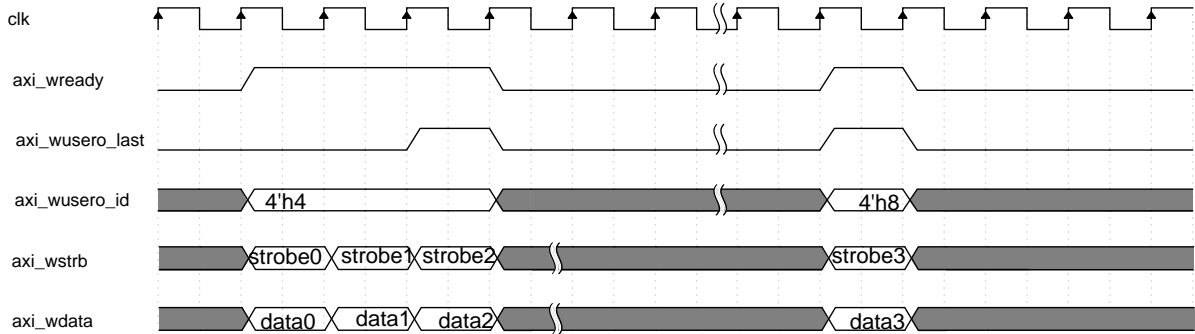 clk
axi_wready
axi_wusero_last
axi_wusero_id 4'h4 4'h8
axi_wstrb strobe0 strobe1 strobe2 strobe3
axi_wdata data0 data1 data2 data3